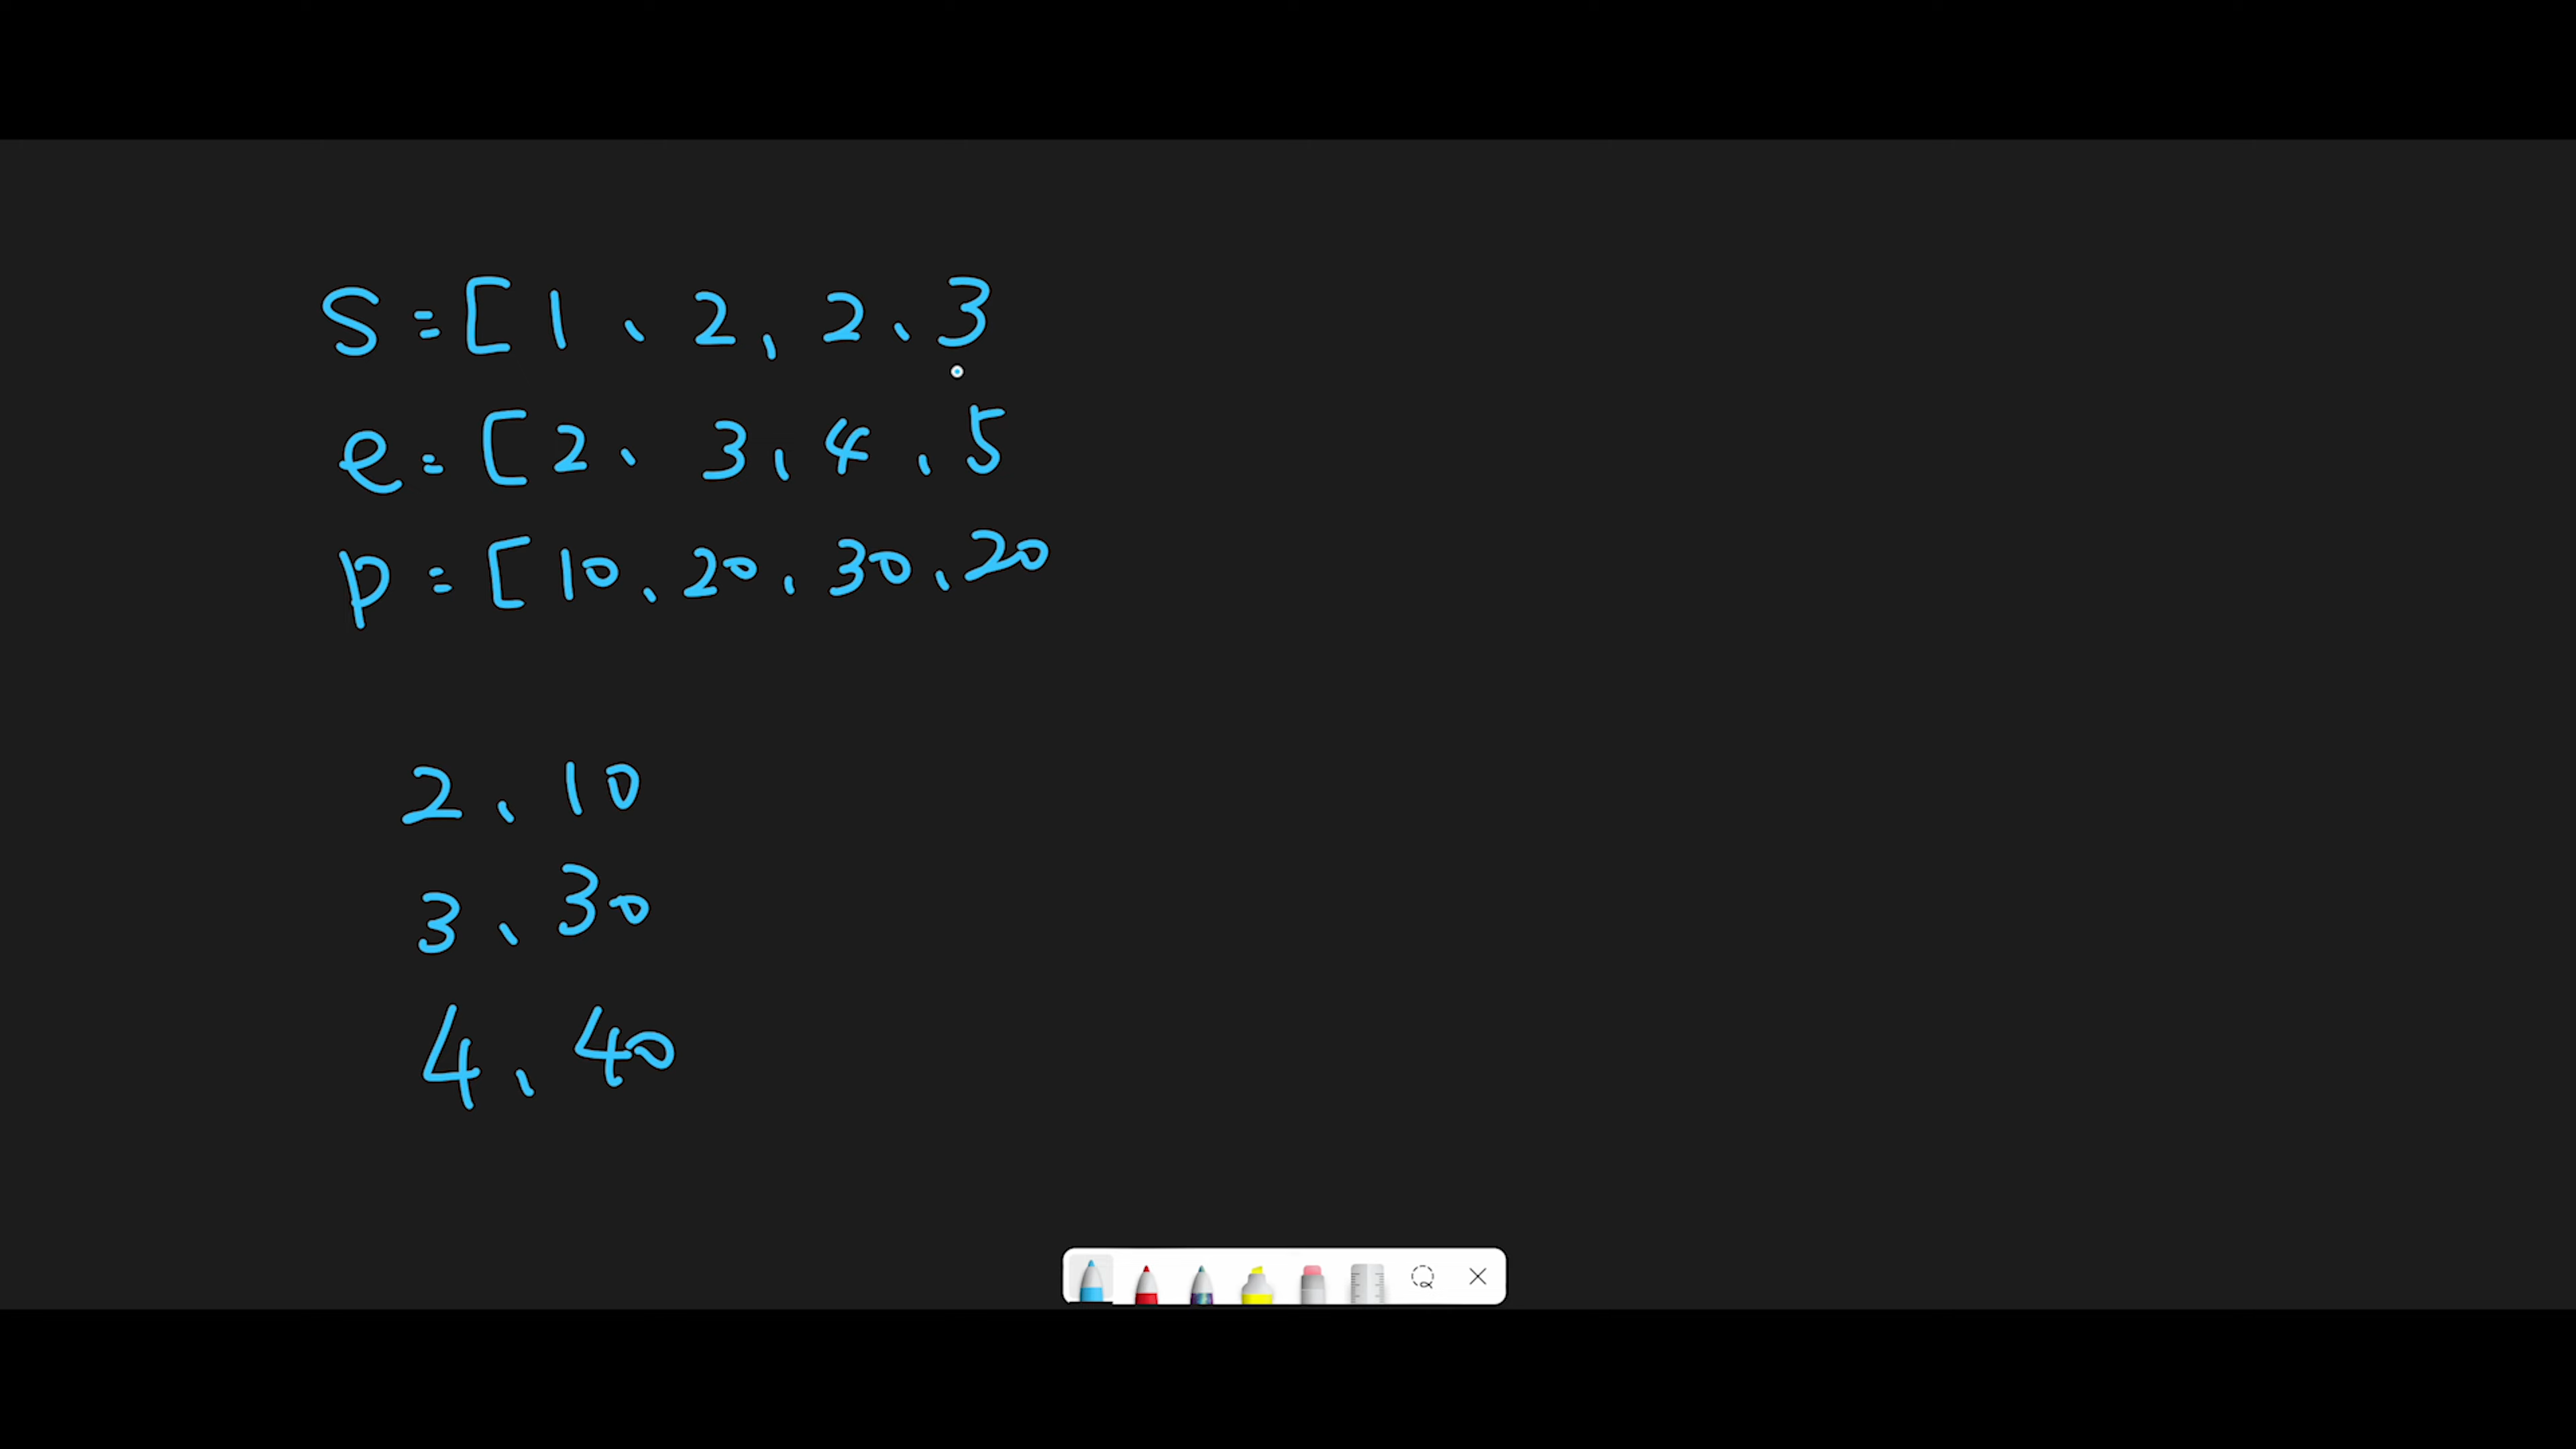 S = [ 1 、 2 、 2 、 3
e = [ 2 、 3 、 4 、 5
p = [ 10 、 20 、 30 、 20
2 、 10
3 、 30
4 、 40